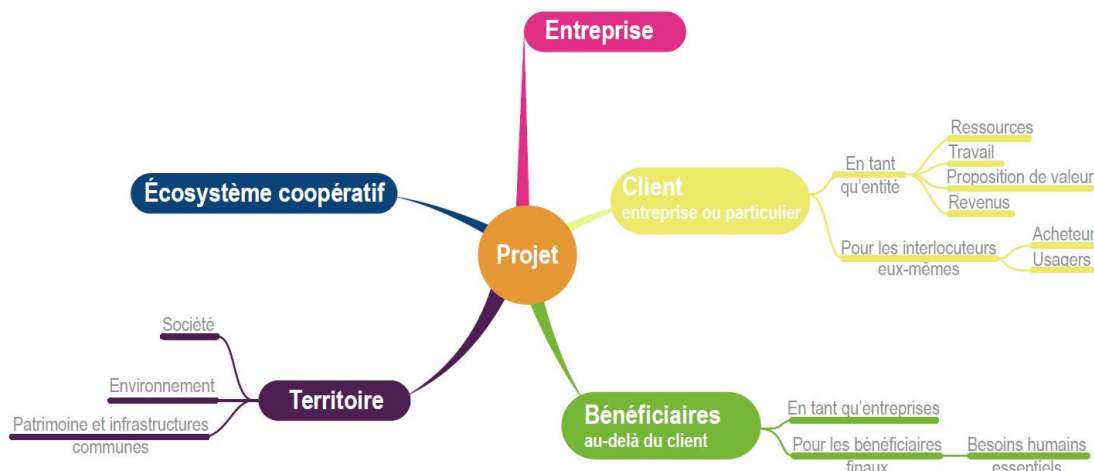 Entreprise
Écosystème coopératif
Projet
Client
entreprise ou particulier
En tant
qu'entité
Ressources
Travail
Proposition de valeur
Revenus
Pour les interlocuteurs
eux-mêmes
Acheteur
Usagers
Société
Environnement
Patrimoine et infrastructures
communes
Territoire
Bénéficiaires
au-delà du client
En tant qu'entreprises
Pour les bénéficiaires
finaux
Besoins humains
essentiels